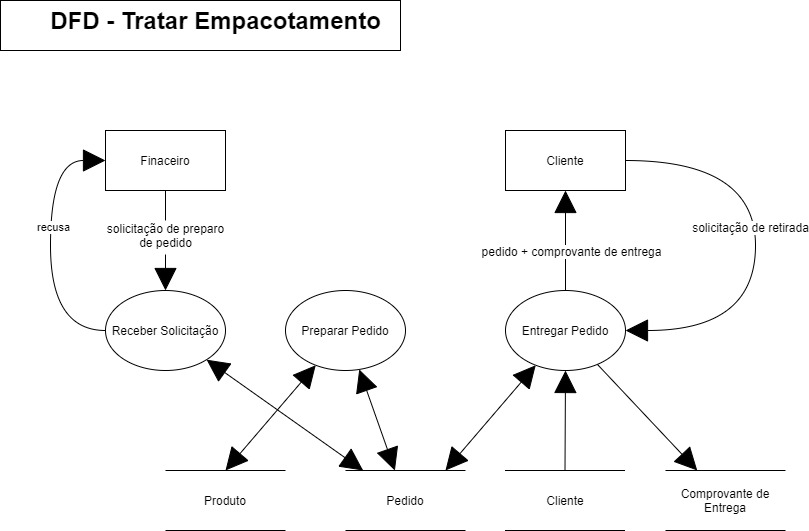 DFD - Tratar Empacotamento
Finaceiro
Cliente
recusa
solicitação de preparo
de pedido
solicitação de retirada
pedido + comprovante de entrega
Receber Solicitação
Preparar Pedido
Entregar Pedido
Produto
Pedido
Cliente
Comprovante de
Entrega